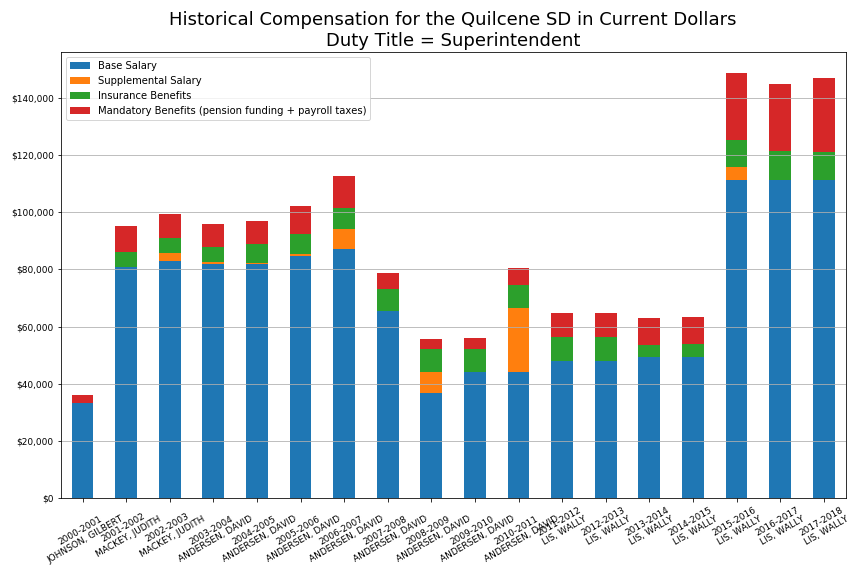 Historical Compensation for the Quilcene SD in Current Dollars
Duty Title = Superintendent
Base Salary
Supplemental Salary
Insurance Benefits
Mandatory Benefits (pension funding + payroll taxes)
$140,000
$120,000
$100,000
$80,000
$60,000
$40,000
$20,000
$0
2000-2001
JOHNSON, GILBERT
2001-2002
MACKEY, JUDITH
2002-2003
MACKEY, JUDITH
2003-2004
ANDERSEN, DAVID
2004-2005
ANDERSEN, DAVID
2005-2006
ANDERSEN, DAVID
2006-2007
ANDERSEN, DAVID
2007-2008
ANDERSEN, DAVID
2008-2009
ANDERSEN, DAVID
2009-2010
ANDERSEN, DAVID
2010-2011
ANDERSEN, DAVID
2011-2012
LIS, WALLY
2012-2013
LIS, WALLY
2013-2014
LIS, WALLY
2014-2015
LIS, WALLY
2015-2016
LIS, WALLY
2016-2017
LIS, WALLY
2017-2018
LIS, WALLY